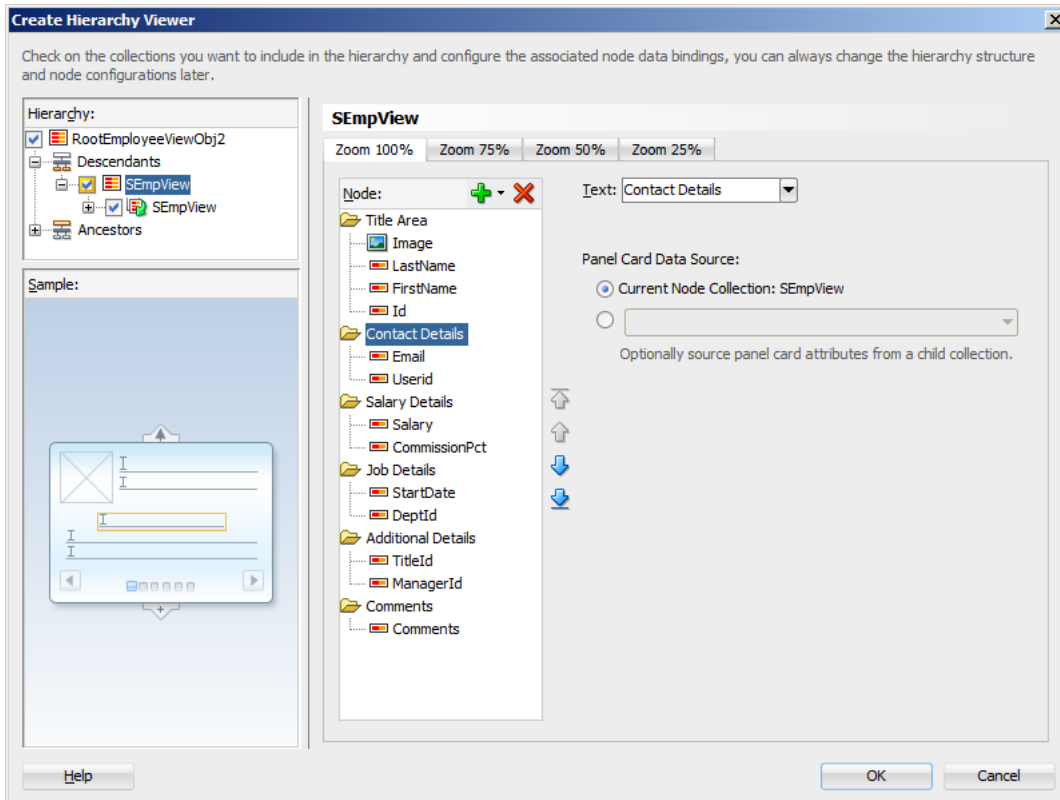 Create Hierarchy Viewer
Check on the collections you want to include in the hierarchy and configure the associated node data bindings, you can always change the hierarchy structure
and node configurations later.
Hierarchy:
RootEmployeeViewObj2
Descendants
SEmpView
SEmpView
Ancestors
Sample:
Help
SEmpView
Zoom 100%
Zoom 75%
Zoom 50%
Zoom 25%
Node:
Title Area
Image
LastName
FirstName
Id
Contact Details
Email
Userid
Salary Details
Salary
CommissionPct
Job Details
StartDate
DeptId
Additional Details
TitleId
ManagerId
Comments
Comments
Text: Contact Details
Panel Card Data Source:
Current Node Collection: SEmpView
Optionally source panel card attributes from a child collection.
OK
Cancel